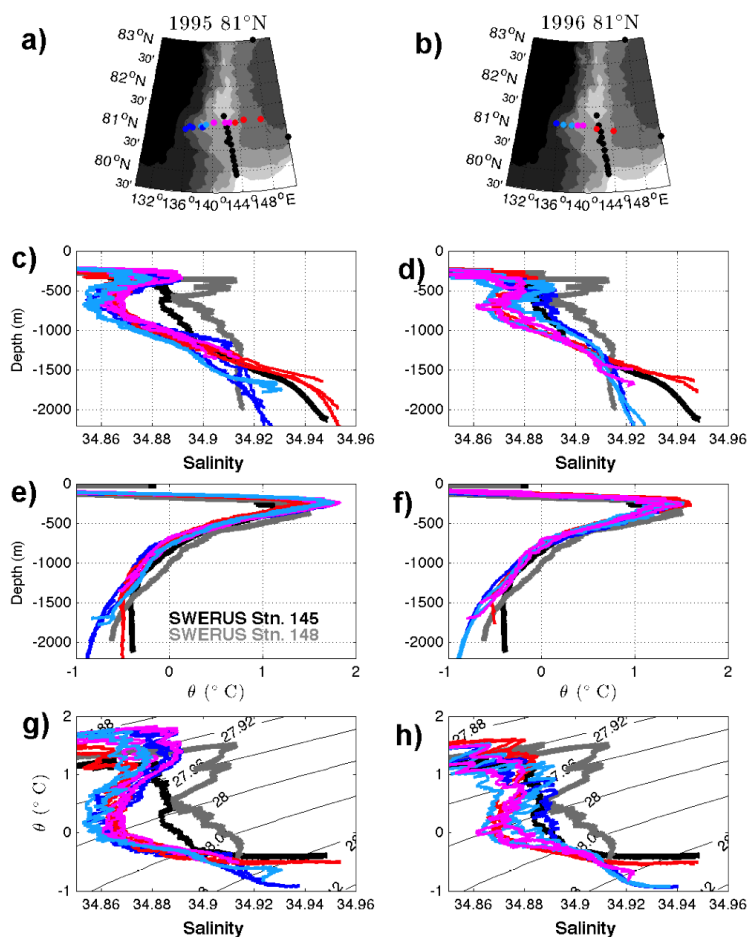 a)
1995 81°N
b)
1996 81°N
83°N
30'
82°N
30'
81°N
30'
80°N
30'
132° 136° 140° 144° 148°E
83°N
30'
82°N
30'
81°N
30'
80°N
30'
132° 136° 140° 144° 148°E
c)
0
-500
-1000
-1500
-2000
Depth (m)
34.86 34.88 34.9 34.92 34.94 34.96
Salinity
d)
0
-500
-1000
-1500
-2000
Depth (m)
34.86 34.88 34.9 34.92 34.94 34.96
Salinity
e)
0
-500
-1000
-1500
-2000
Depth (m)
SWERUS Stn. 145
SWERUS Stn. 148
-1 0 1 2
θ (° C)
f)
0
-500
-1000
-1500
-2000
-1 0 1 2
θ (° C)
g)
2
1
0
-1
θ (° C)
27.92
27.96
28
28.0
34.86 34.88 34.9 34.92 34.94 34.96
Salinity
h)
2
1
0
-1
27.88
27.92
27.96
28
28.0
34.86 34.88 34.9 34.92 34.94 34.96
Salinity